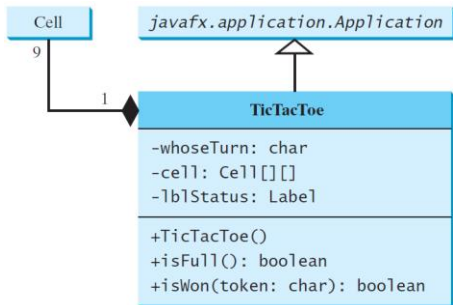 Cell
javafx.application.Application
9
1
TicTacToe
-whoseTurn: char
-cell: Cell[][]
-lblStatus: Label
+TicTacToe()
+isFull(): boolean
+isWon(token: char): boolean